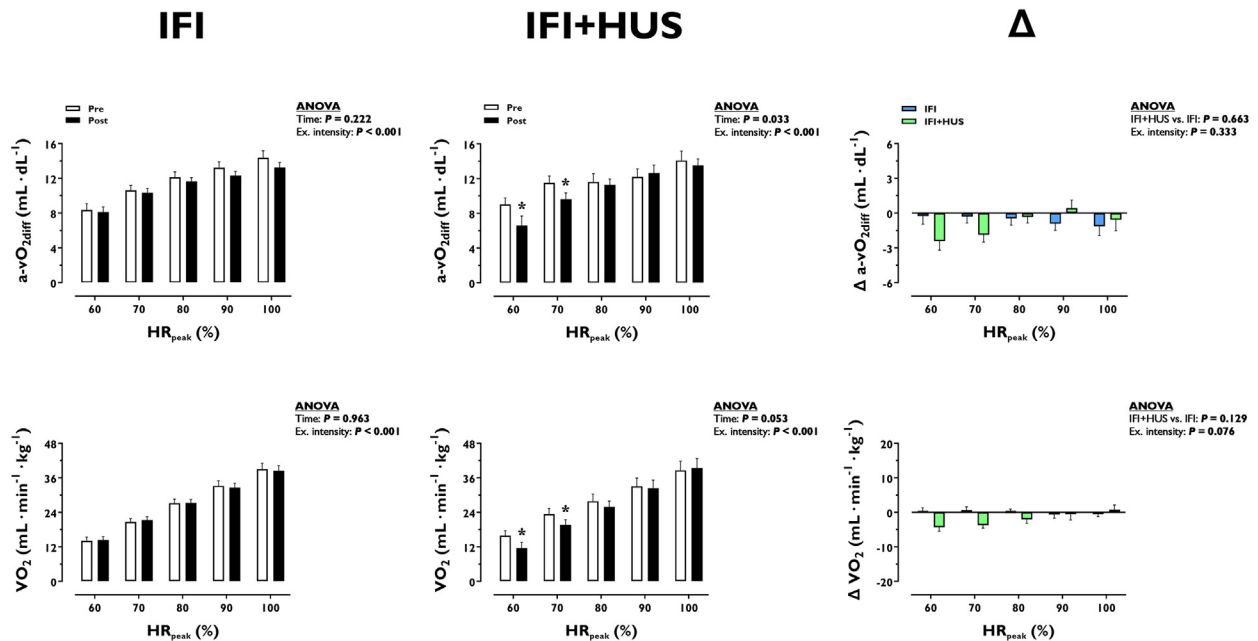 IFI
IFI+HUS
Δ
Pre
Post
ANOVA
Time: P = 0.222
Ex. intensity: P < 0.001
a-vO2diff (mL · dL-1)
16
12
8
4
0
60 70 80 90 100
HRpeak (%)
Pre
Post
ANOVA
Time: P = 0.033
Ex. intensity: P < 0.001
a-vO2diff (mL · dL-1)
16
12
8
4
0
* *
60 70 80 90 100
HRpeak (%)
IFI
IFI+HUS
ANOVA
IFI+HUS vs. IFI: P = 0.663
Ex. intensity: P = 0.333
Δ a-vO2diff (mL · dL-1)
6
3
0
-3
-6
60 70 80 90 100
HRpeak (%)
ANOVA
Time: P = 0.963
Ex. intensity: P < 0.001
VO2 (mL · min-1 · kg-1)
48
36
24
12
0
60 70 80 90 100
HRpeak (%)
ANOVA
Time: P = 0.053
Ex. intensity: P < 0.001
VO2 (mL · min-1 · kg-1)
48
36
24
12
0
* *
60 70 80 90 100
HRpeak (%)
ANOVA
IFI+HUS vs. IFI: P = 0.129
Ex. intensity: P = 0.076
Δ VO2 (mL · min-1 · kg-1)
20
10
0
-10
-20
60 70 80 90 100
HRpeak (%)